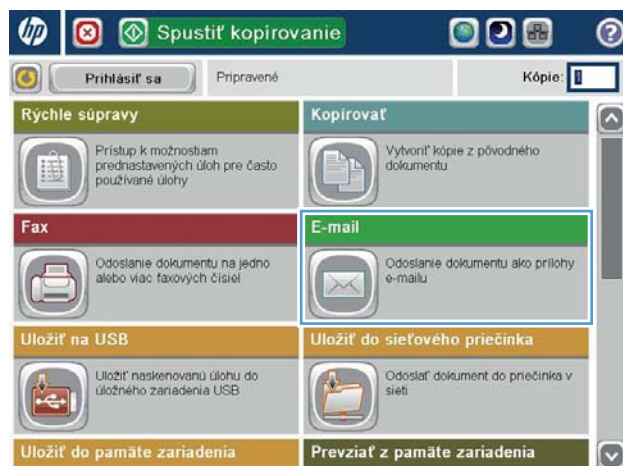 hp
Spustiť kopírovanie
?
Prihlásiť sa
Pripravené
Kópie: 1
Rýchle súpravy
Kopírovať
Prístup k možnostiam
prednastavených úloh pre často
používané úlohy
Vytvoriť kópie z pôvodného
dokumentu
Fax
E-mail
Odoslanie dokumentu na jedno
alebo viac faxových čísiel
Odoslanie dokumentu ako prílohy
e-mailu
Uložiť na USB
Uložiť do sieťového priečinka
Uložiť naskenovanú úlohu do
úložného zariadenia USB
Odoslať dokument do priečinka v
sieti
Uložiť do pamäte zariadenia
Prevziať z pamäte zariadenia